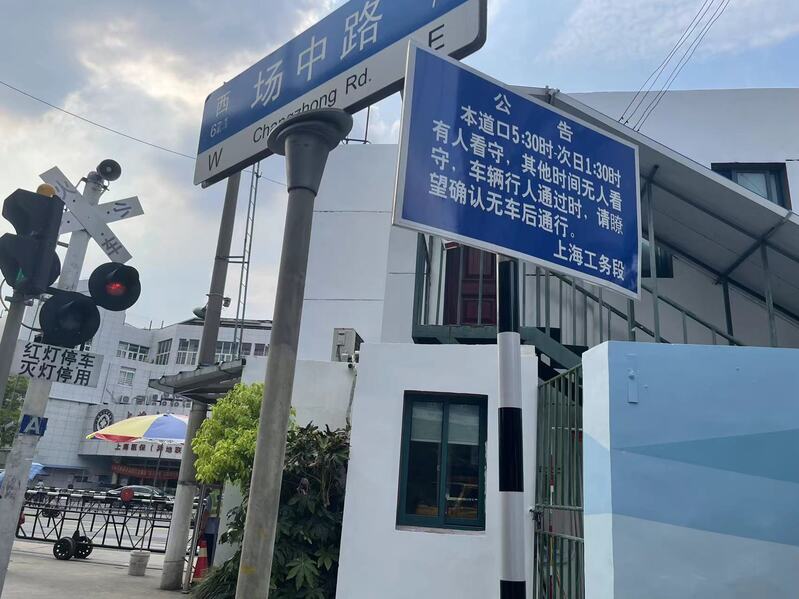 西
场中路
W
Changzhong Rd.
E
公告
本道口5:30时-次日1:30时
有人看守，其他时间无人看
守，车辆行人通过时，请瞭
望确认无车后通行。
上海工务段
小
火
车
红灯停车
灭灯停用
A